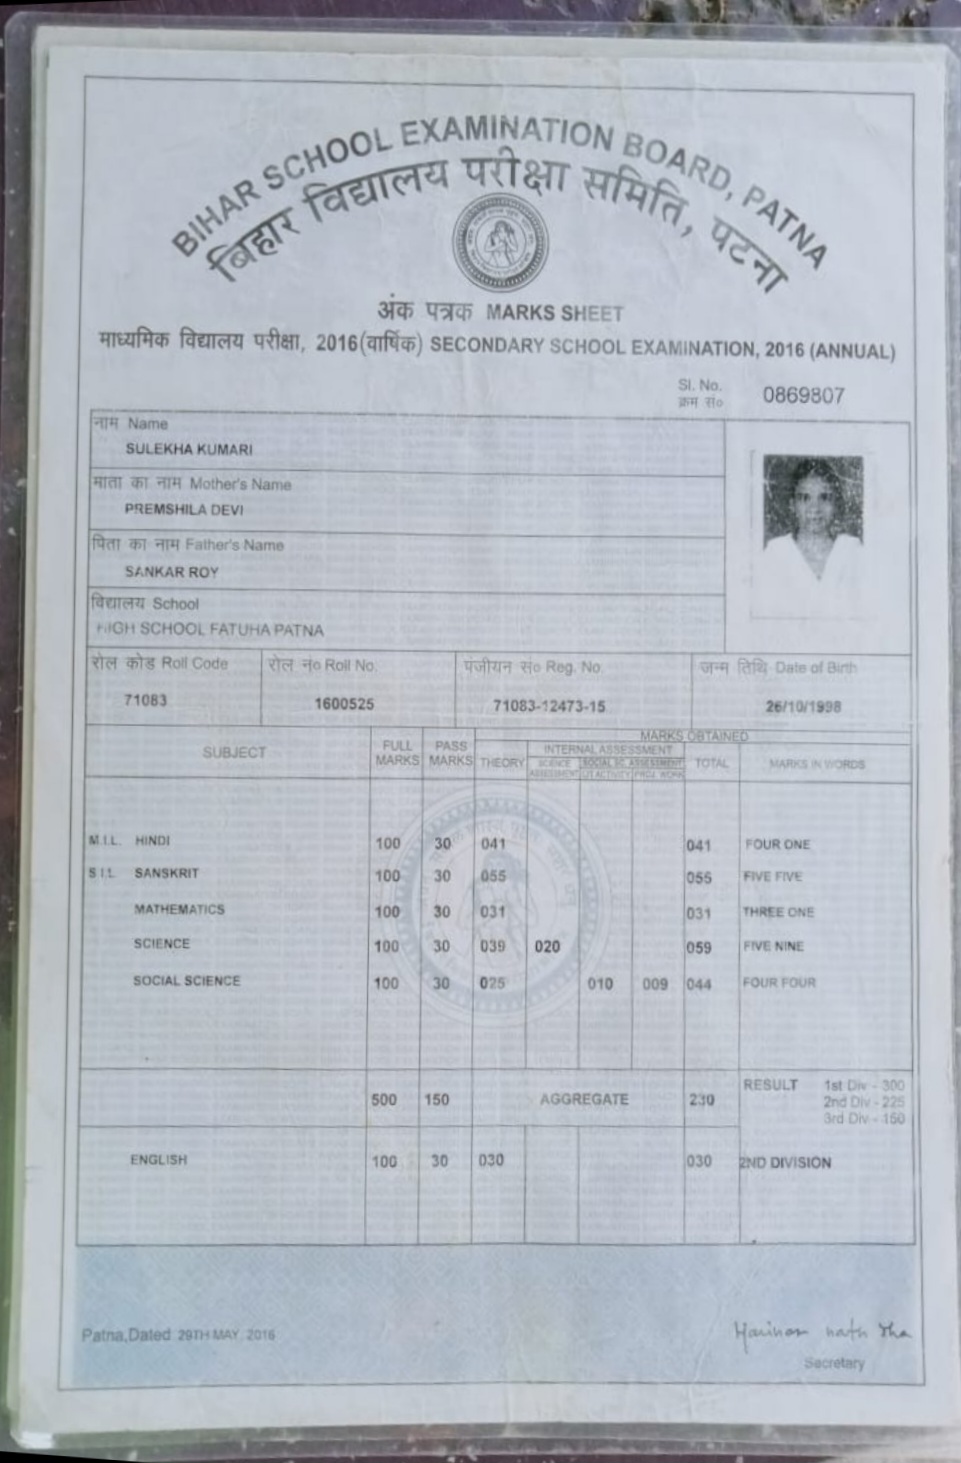 BIHAR SCHOOL EXAMINATION BOARD, PATNA
बिहार विद्यालय परीक्षा समिति, पटना
अंक पत्रक MARKS SHEET
माध्यमिक विद्यालय परीक्षा, 2016(वार्षिक) SECONDARY SCHOOL EXAMINATION, 2016 (ANNUAL)
Sl. No. 0869807
क्रम सं०
नाम Name
SULEKHA KUMARI
माता का नाम Mother's Name
PREMSHILA DEVI
पिता का नाम Father's Name
SANKAR ROY
विद्यालय School
HIGH SCHOOL FATUHA PATNA
रोल कोड Roll Code रोल नं० Roll No. पंजीयन सं० Reg. No. जन्म तिथि Date of Birth
71083 1600525 71083-12473-15 26/10/1998
MARKS OBTAINED
SUBJECT FULL MARKS PASS MARKS THEORY INTERNAL ASSESSMENT TOTAL MARKS IN WORDS
SCIENCE ASSESSMENT SOCIAL SC. ASSESSMENT
M.I.L. HINDI 100 30 041 041 FOUR ONE
S.I.L. SANSKRIT 100 30 055 055 FIVE FIVE
MATHEMATICS 100 30 031 031 THREE ONE
SCIENCE 100 30 039 020 059 FIVE NINE
SOCIAL SCIENCE 100 30 025 010 009 044 FOUR FOUR
500 150 AGGREGATE 230 RESULT 1st Div - 300
2nd Div - 225
3rd Div - 150
ENGLISH 100 30 030 030 2ND DIVISION
Patna,Dated 29TH MAY, 2016
Secretary